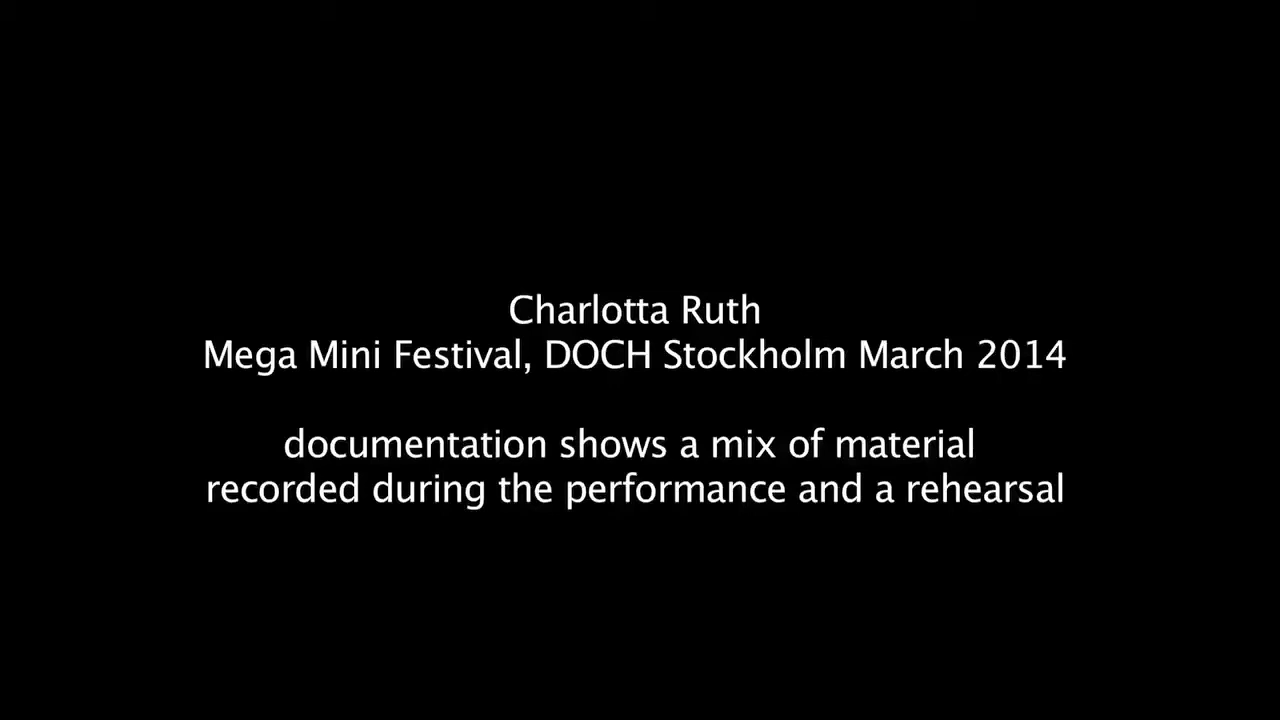 Charlotta Ruth
Mega Mini Festival, DOCH Stockholm March 2014
documentation shows a mix of material
recorded during the performance and a rehearsal